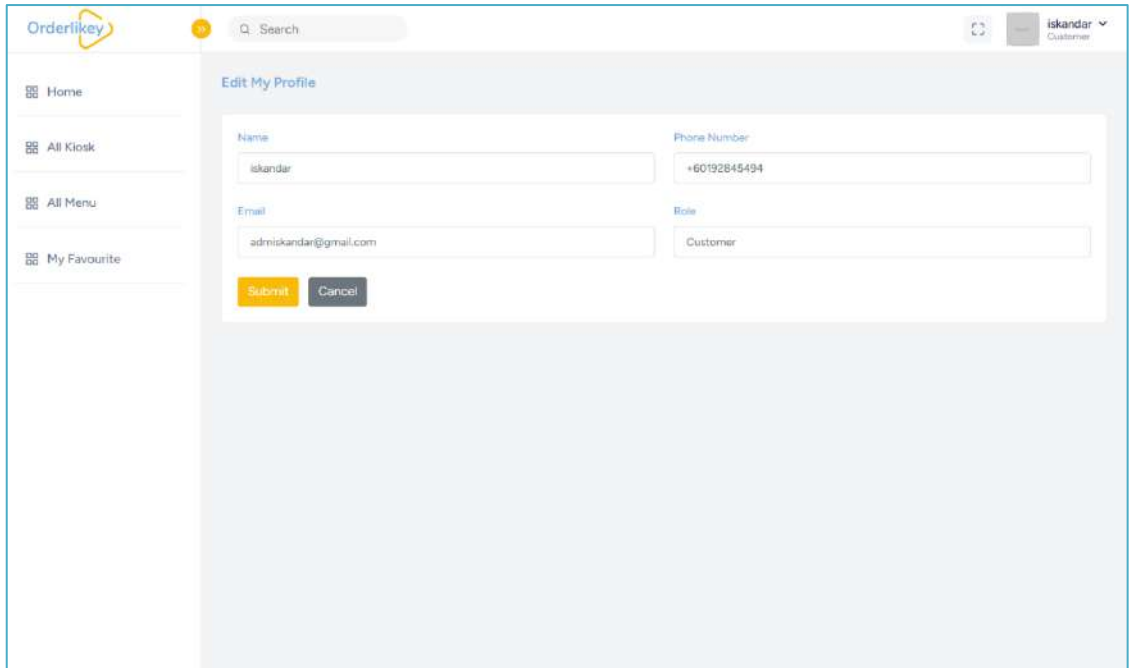 Orderlikey
Search
iskandar
Customer
Home
All Kiosk
All Menu
My Favourite
Edit My Profile
Name
Phone Number
iskandar
+60192845494
Email
Role
admiskandar@gmail.com
Customer
Submit
Cancel